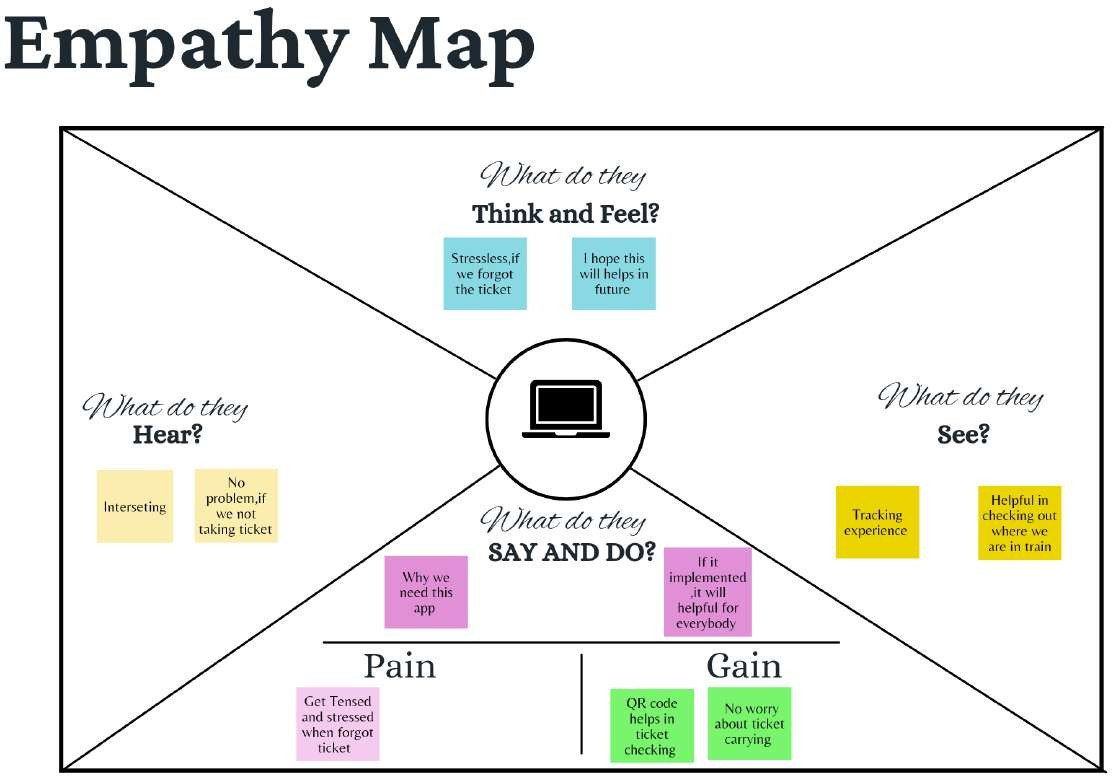 Empathy Map
What do they
Think and Feel?
Stressless,if
we forgot
the ticket
I hope this
will helps in
future
What do they
Hear?
Interseting
No
problem,if
we not
taking ticket
What do they
See?
Tracking
experience
Helpful in
checking out
where we
are in train
What do they
SAY AND DO?
Why we
need this
app
If it
implemented
,it will
helpful for
everybody
Pain
Get Tensed
and stressed
when forgot
ticket
Gain
QR code
helps in
ticket
checking
No worry
about ticket
carrying